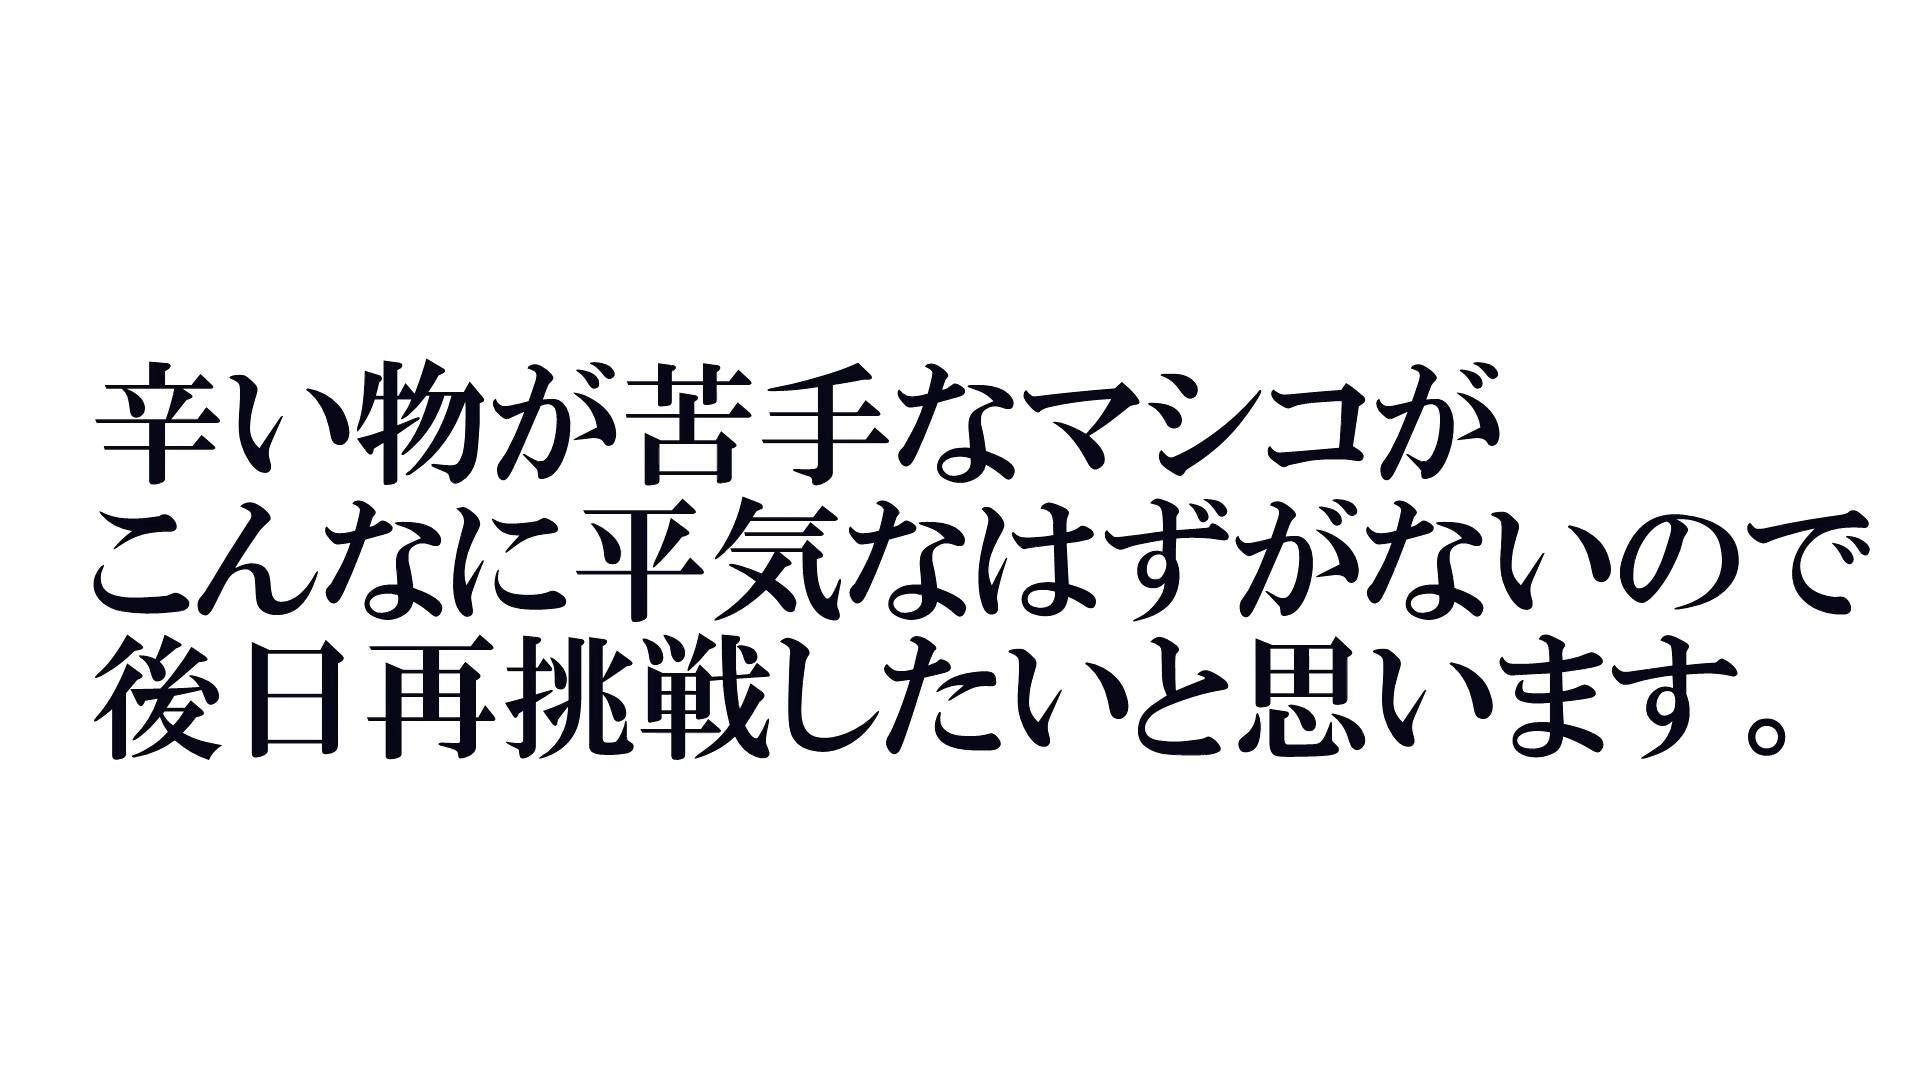 辛い物が苦手なマシコが
こんなに平気なはずがないので
後日再挑戦したいと思います。